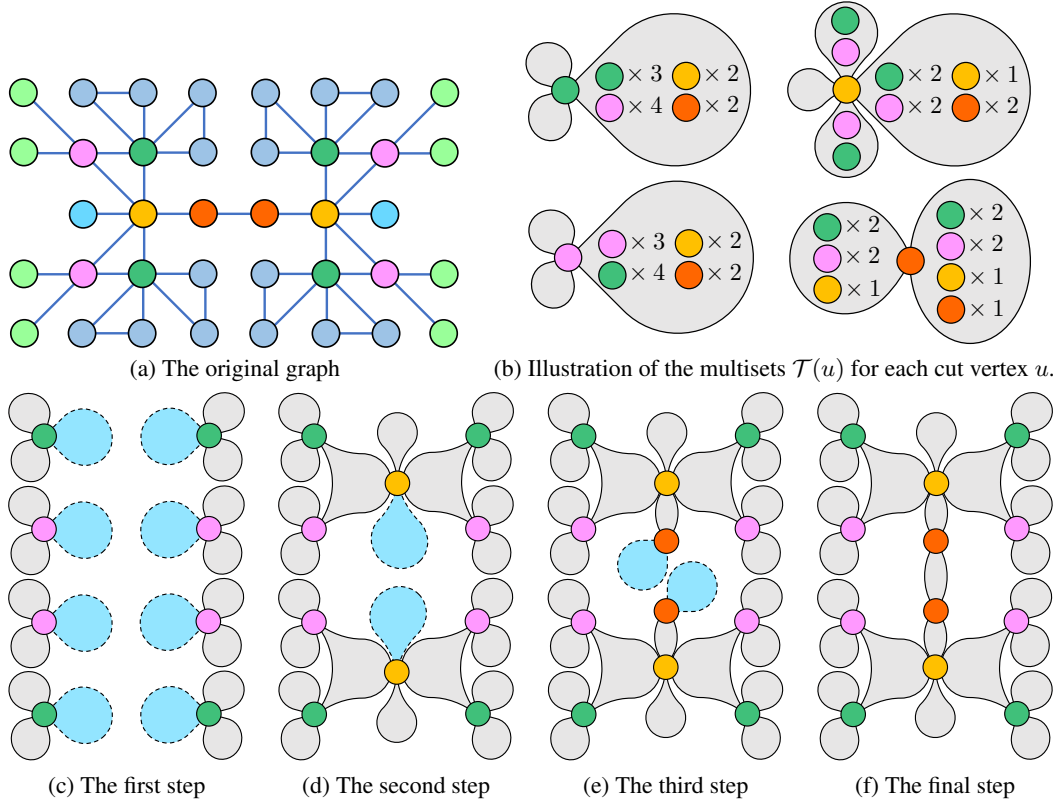 × 3 × 2
× 4 × 2
× 2 × 1
× 2 × 2
× 3 × 2
× 4 × 2
× 2
× 2
× 1
× 2
× 2
× 1
× 1
(a) The original graph
(b) Illustration of the multisets 𝒯(u) for each cut vertex u.
(c) The first step
(d) The second step
(e) The third step
(f) The final step